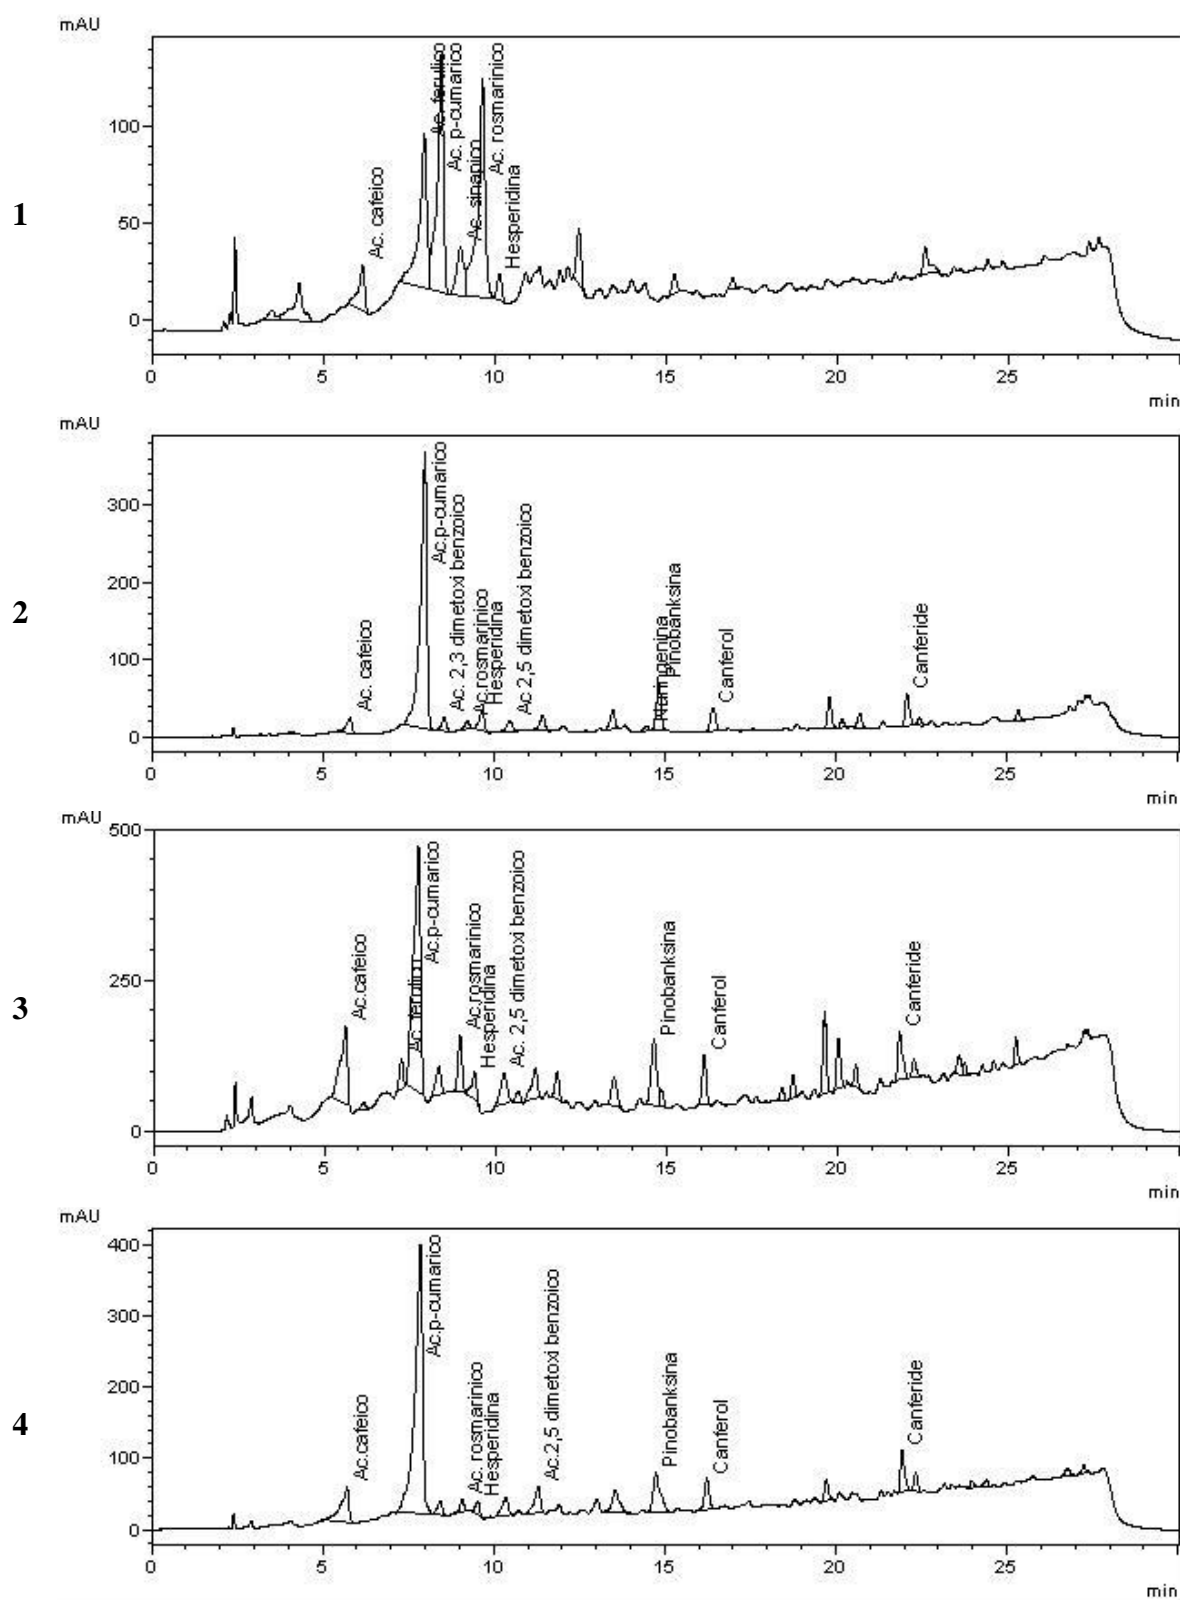 mAU
Ac. ferulico
Ac. p-cumarico
Ac. rosmarinico
Ac. sinapico
Hesperidina
Ac. cafeico
100
50
0
1
0 5 10 15 20 25
min
mAU
Ac.p-cumarico
Ac. 2,3 dimetoxi benzoico
Ac.rosmarinico
Hesperidina
Ac 2,5 dimetoxi benzoico
Naringenina
Pinobanksina
Canferol
Canferide
Ac. cafeico
300
200
100
0
2
0 5 10 15 20 25
min
mAU
500
250
0
Ac.cafeico
Ac. ferulico
Ac.p-cumarico
Ac.rosmarinico
Hesperidina
Ac. 2,5 dimetoxi benzoico
Pinobanksina
Canferol
Canferide
3
0 5 10 15 20 25
min
mAU
400
300
200
100
0
Ac.cafeico
Ac.p-cumarico
Ac. rosmarinico
Hesperidina
Ac.2,5 dimetoxi benzoico
Pinobanksina
Canferol
Canferide
4
0 5 10 15 20 25
min